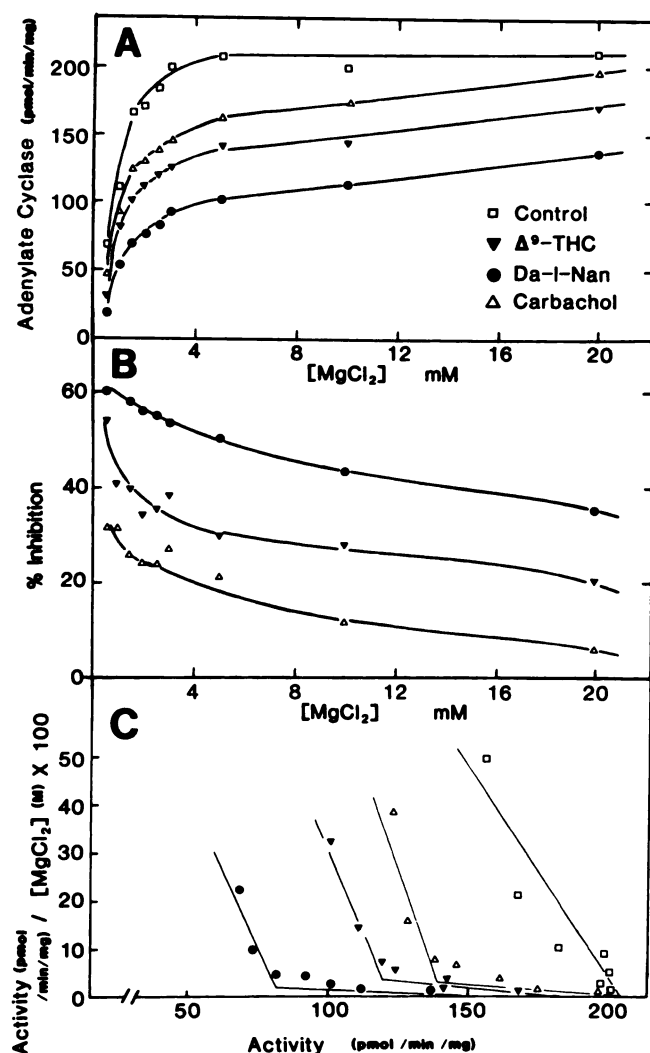 A
Adenylate Cyclase (pmol/min/mg)
200
150
100
50
0
□ Control
▼ Δ⁹-THC
● Da-l-Nan
△ Carbachol
4 8 12 16 20
[MgCl₂] mM
B
% Inhibition
60
40
20
0
4 8 12 16 20
[MgCl₂] mM
C
Activity (pmol /min/mg) / [MgCl₂] (M) X 100
50
40
30
20
10
0
50 100 150 200
Activity (pmol /min /mg)